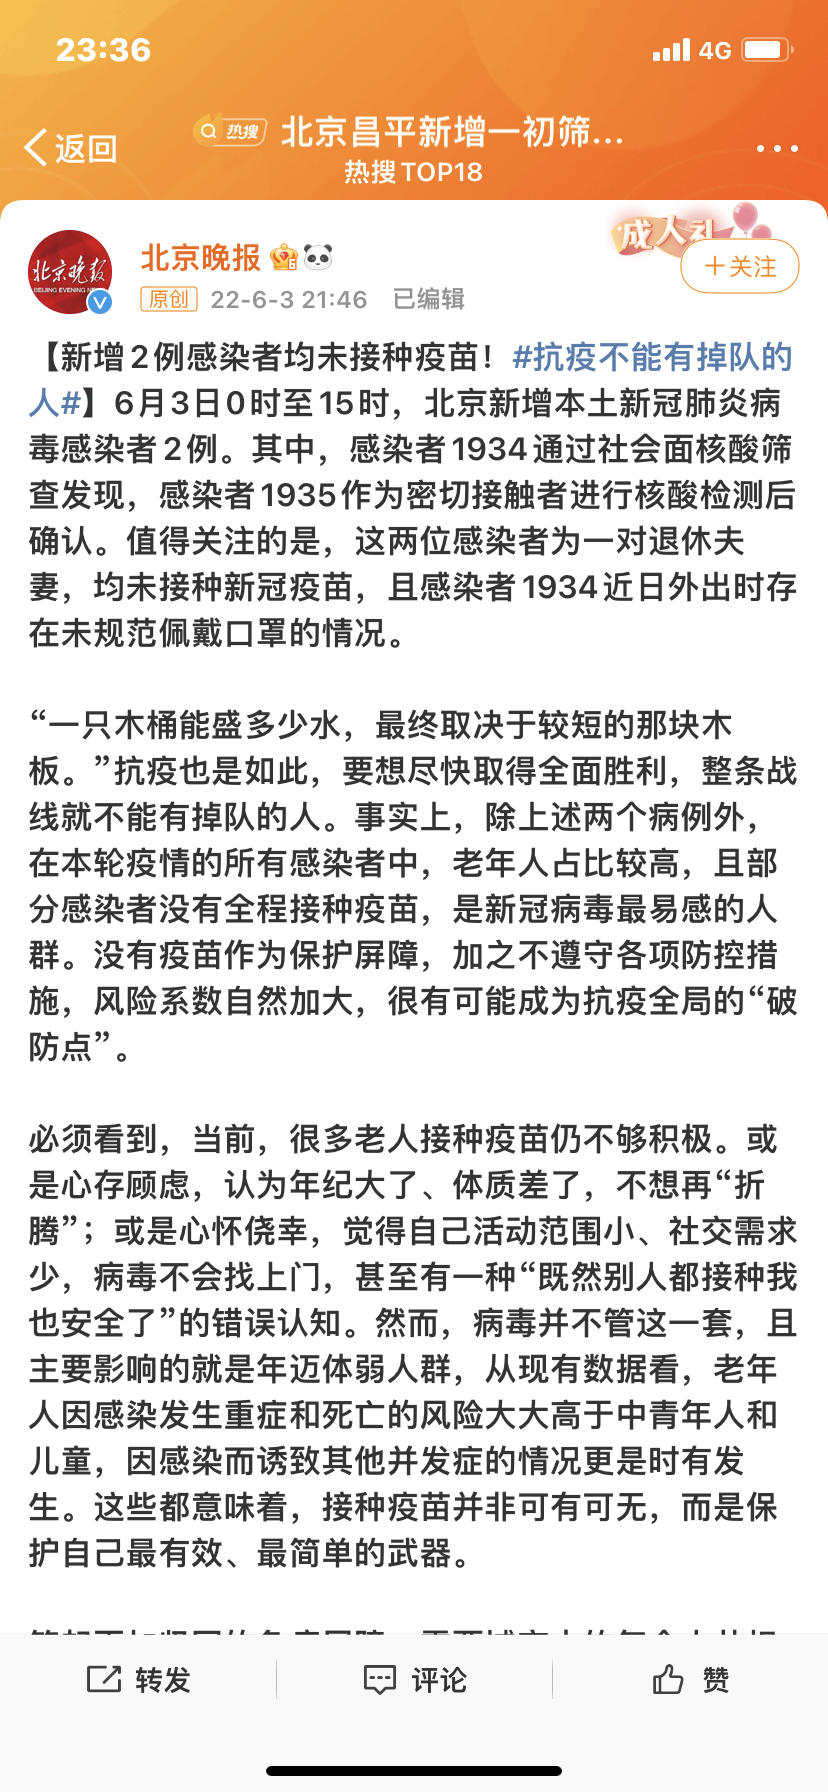 23:36
4G
返回
热搜 北京昌平新增一初筛...
热搜TOP18
北京晚报
BEIJING EVENING
北京晚报
成人礼
+关注
原创 22-6-3 21:46 已编辑
【新增2例感染者均未接种疫苗！#抗疫不能有掉队的
人#】6月3日0时至15时，北京新增本土新冠肺炎病
毒感染者2例。其中，感染者1934通过社会面核酸筛
查发现，感染者1935作为密切接触者进行核酸检测后
确认。值得关注的是，这两位感染者为一对退休夫
妻，均未接种新冠疫苗，且感染者1934近日外出时存
在未规范佩戴口罩的情况。
“一只木桶能盛多少水，最终取决于较短的那块木
板。”抗疫也是如此，要想尽快取得全面胜利，整条战
线就不能有掉队的人。事实上，除上述两个病例外，
在本轮疫情的所有感染者中，老年人占比较高，且部
分感染者没有全程接种疫苗，是新冠病毒最易感的人
群。没有疫苗作为保护屏障，加之不遵守各项防控措
施，风险系数自然加大，很有可能成为抗疫全局的“破
防点”。
必须看到，当前，很多老人接种疫苗仍不够积极。或
是心存顾虑，认为年纪大了、体质差了，不想再“折
腾”；或是心怀侥幸，觉得自己活动范围小、社交需求
少，病毒不会找上门，甚至有一种“既然别人都接种我
也安全了”的错误认知。然而，病毒并不管这一套，且
主要影响的就是年迈体弱人群，从现有数据看，老年
人因感染发生重症和死亡的风险大大高于中青年人和
儿童，因感染而诱致其他并发症的情况更是时有发
生。这些都意味着，接种疫苗并非可有可无，而是保
护自己最有效、最简单的武器。
转发
评论
赞